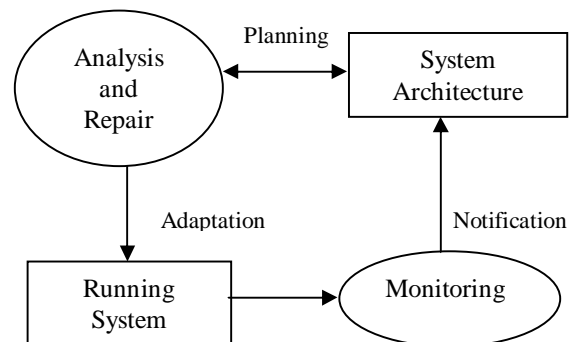 Planning
Analysis
and
Repair
System
Architecture
Adaptation
Notification
Running
System
Monitoring